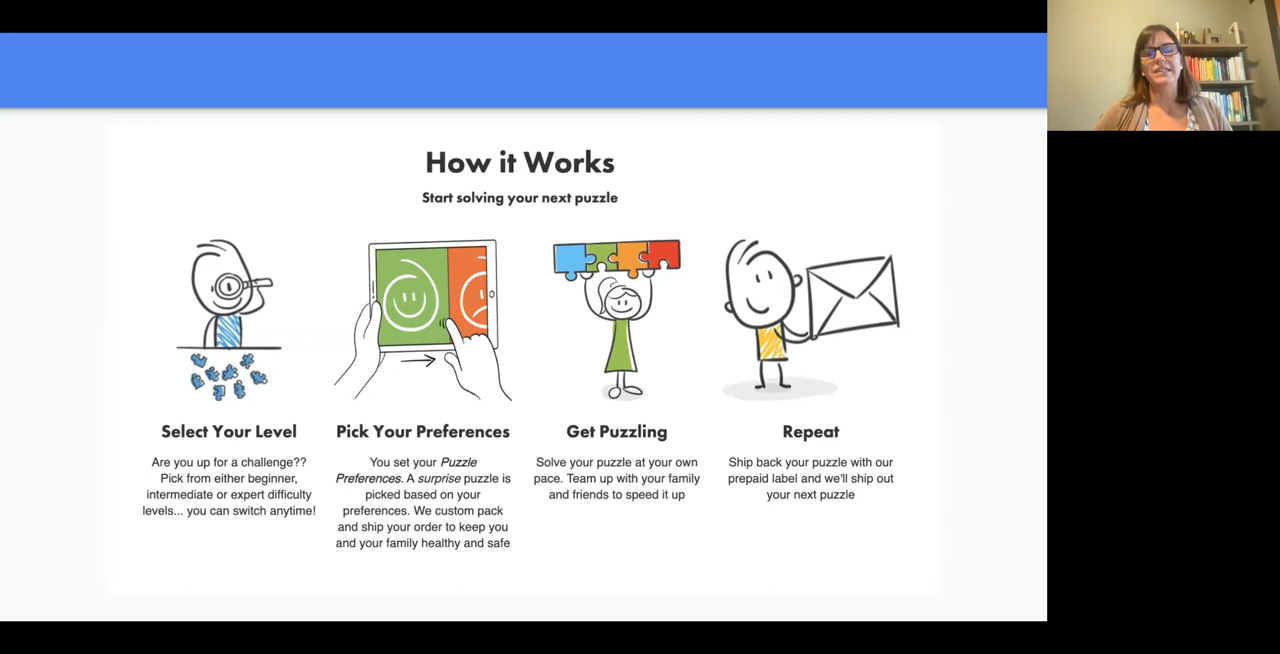 How it Works
Start solving your next puzzle
Select Your Level
Are you up for a challenge??
Pick from either beginner,
intermediate or expert difficulty
levels... you can switch anytime!
Pick Your Preferences
You set your Puzzle
Preferences. A surprise puzzle is
picked based on your
preferences. We custom pack
and ship your order to keep you
and your family healthy and safe
Get Puzzling
Solve your puzzle at your own
pace. Team up with your family
and friends to speed it up
Repeat
Ship back your puzzle with our
prepaid label and we'll ship out
your next puzzle